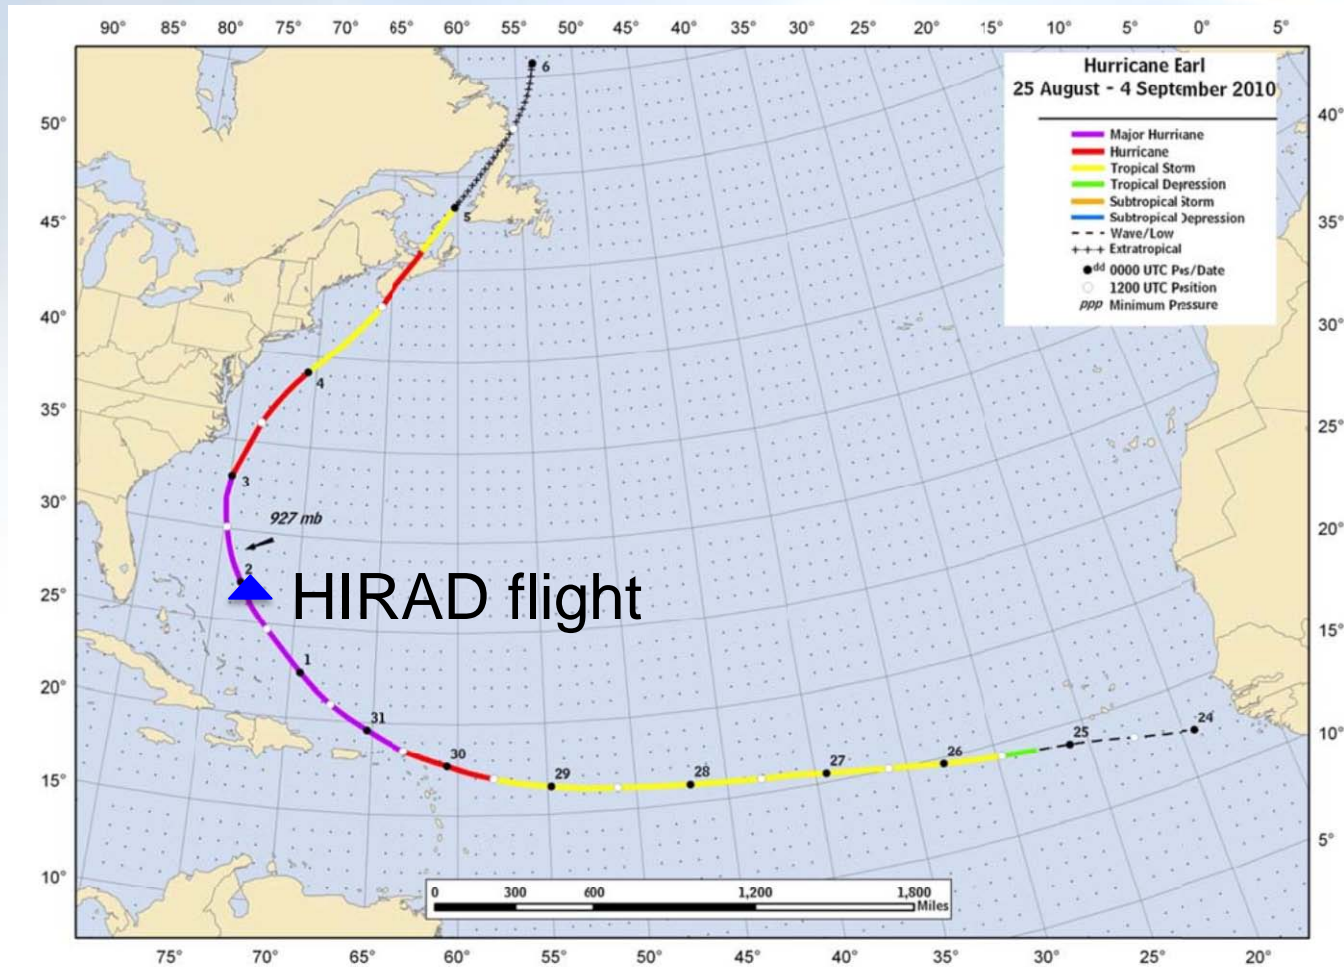 90° 85° 80° 75° 70° 65° 60° 55° 50° 45° 40° 35° 30° 25° 20° 15° 10° 5° 0° 5°
Hurricane Earl
25 August - 4 September 2010
Major Hurricane
Hurricane
Tropical Storm
Tropical Depression
Subtropical Storm
Subtropical Depression
Wave/Low
Extratropical
dd 0000 UTC Pos/Date
1200 UTC Position
ppp Minimum Pressure
50°
45°
40°
35°
30°
25°
20°
15°
10°
40°
35°
30°
25°
20°
15°
10°
5°
6
5
4
3
927 mb
2
HIRAD flight
1
31
30
29
28
27
26
25
24
0 300 600 1,200 1,800
Miles
75° 70° 65° 60° 55° 50° 45° 40° 35° 30° 25° 20°